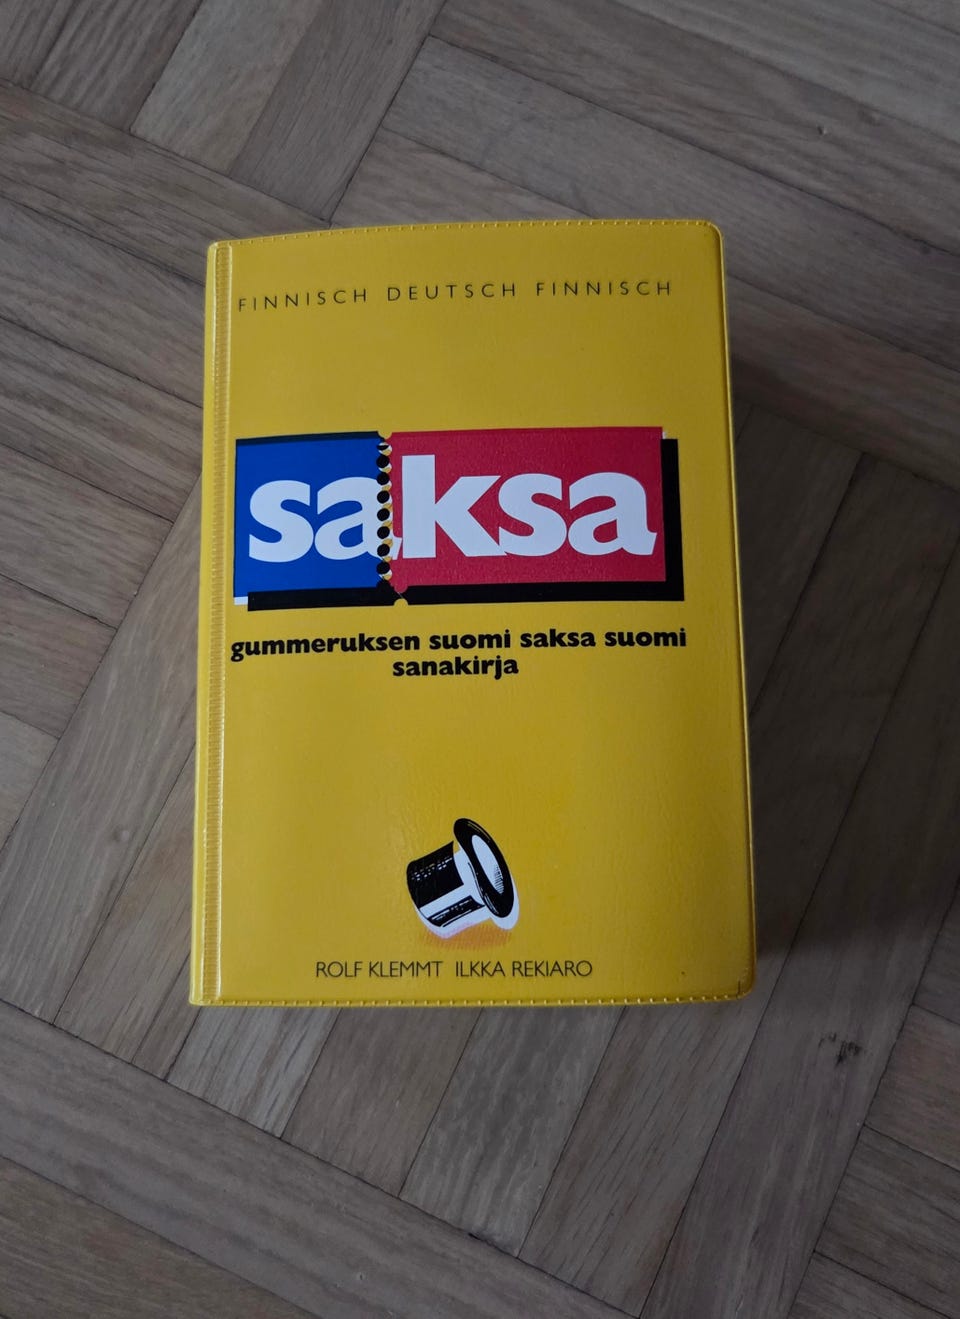 FINNISCH DEUTSCH FINNISCH
saksa
gummeruksen suomi saksa suomi
sanakirja
ROLF KLEMMT ILKKA REKIARO